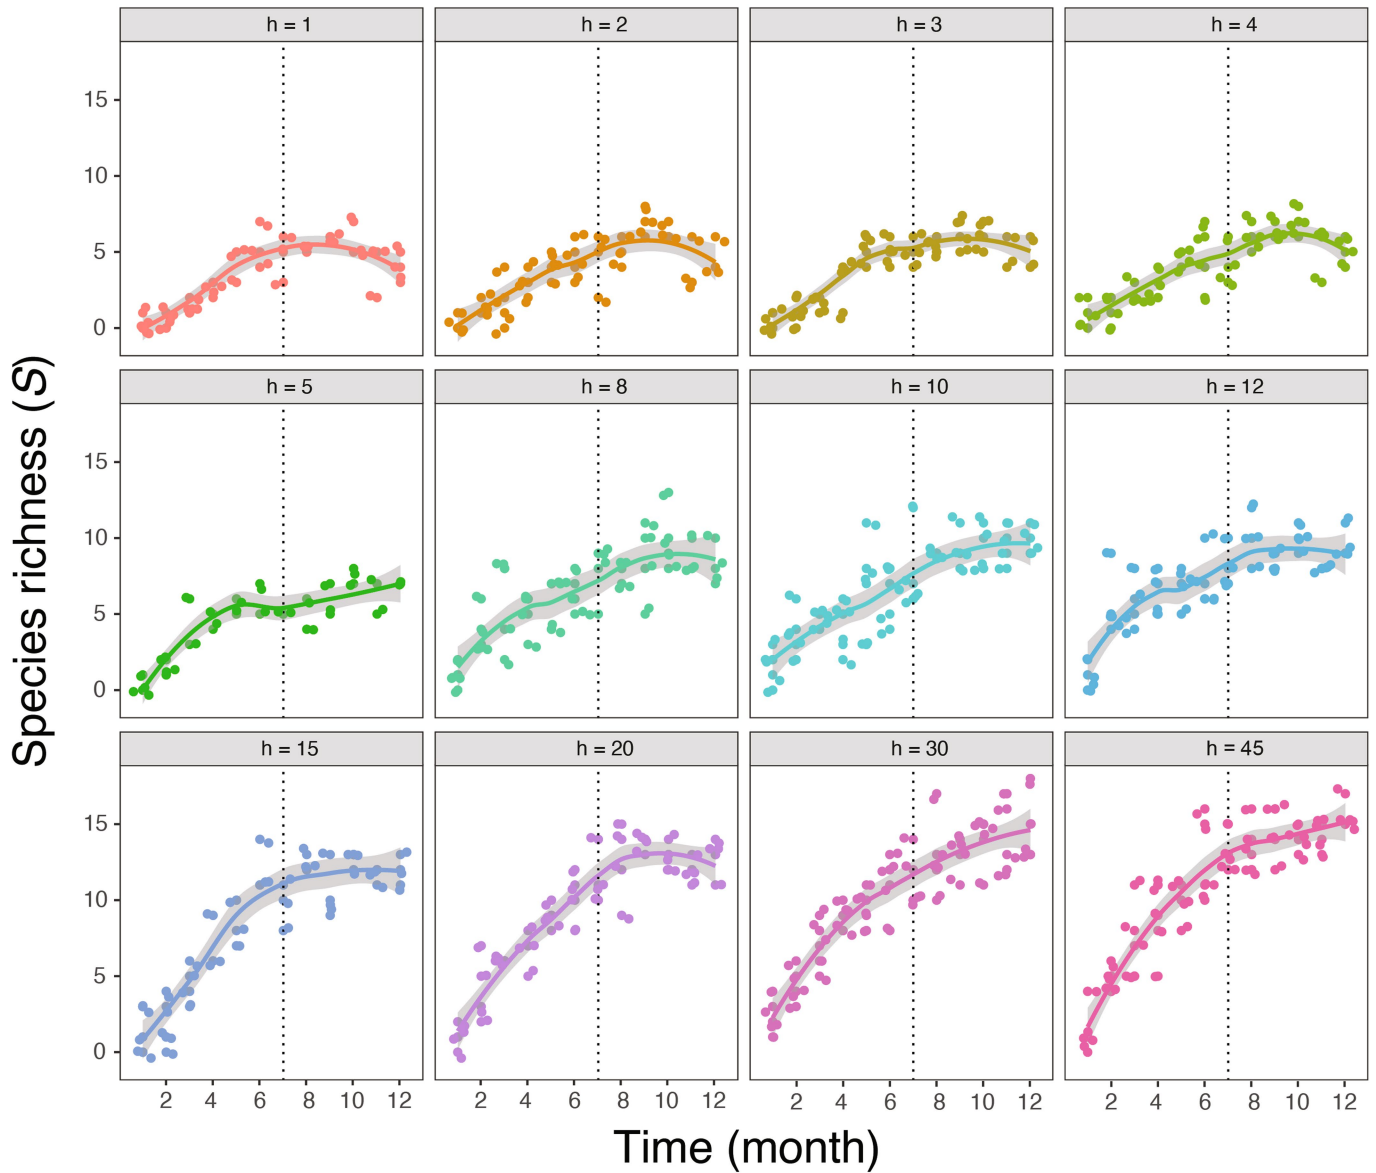 h = 1
h = 2
h = 3
h = 4
15
10
5
0
h = 5
h = 8
h = 10
h = 12
15
10
5
0
h = 15
h = 20
h = 30
h = 45
15
10
5
0
2 4 6 8 10 12
2 4 6 8 10 12
2 4 6 8 10 12
2 4 6 8 10 12
Species richness (S)
Time (month)